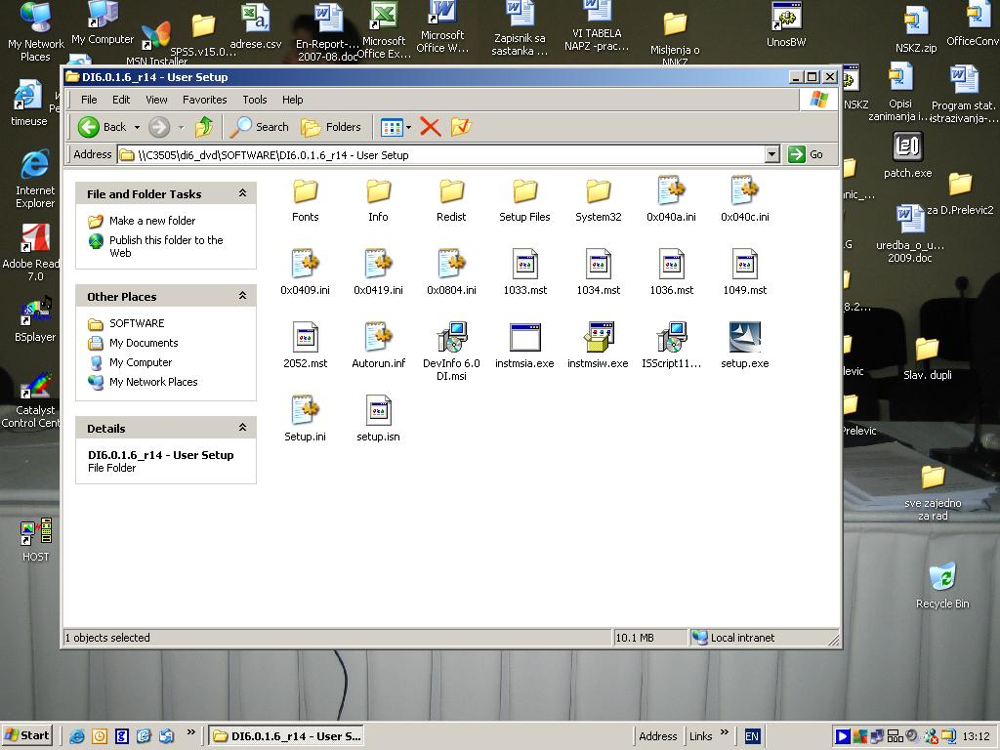 My Network
Places
My Computer
MSN Installer
SPSS.v15.0...
adrese.csv
En-Report-...
2007-08.doc
Microsoft
Office Ex...
Microsoft
Office W...
Zapisnik sa
sastanka ...
VI TABELA
NAPZ -prac...
Misljenja o
NNKZ
UnosBW
NSKZ.zip
OfficeConv
timeuse
Internet
Explorer
Adobe Read
7.0
BSplayer
Catalyst
Control Cent
HOST
DI6.0.1.6_r14 - User Setup
File Edit View Favorites Tools Help
Back Search Folders
Address \\C3505\di6_dvd\SOFTWARE\DI6.0.1.6_r14 - User Setup Go
File and Folder Tasks
Make a new folder
Publish this folder to the
Web
Other Places
SOFTWARE
My Documents
My Computer
My Network Places
Details
DI6.0.1.6_r14 - User Setup
File Folder
Fonts Info Redist Setup Files System32 0x040a.ini 0x040c.ini
0x0409.ini 0x0419.ini 0x0804.ini 1033.mst 1034.mst 1036.mst 1049.mst
2052.mst Autorun.inf DevInfo 6.0
DI.msi
instmsia.exe instmsiw.exe ISScript11... setup.exe
Setup.ini setup.isn
1 objects selected 10.1 MB Local intranet
NSKZ
Opisi
zanimanja i...
Program stat.
istrazivanja-...
patch.exe
anic_...
za D.Prelevic2
uredba_o_u...
2009.doc
.G
8.2...
levic
Slav. dupli
Prelevic
sve zajedno
za rad
Recycle Bin
Start
DI6.0.1.6_r14 - User S...
Address Links EN 13:12